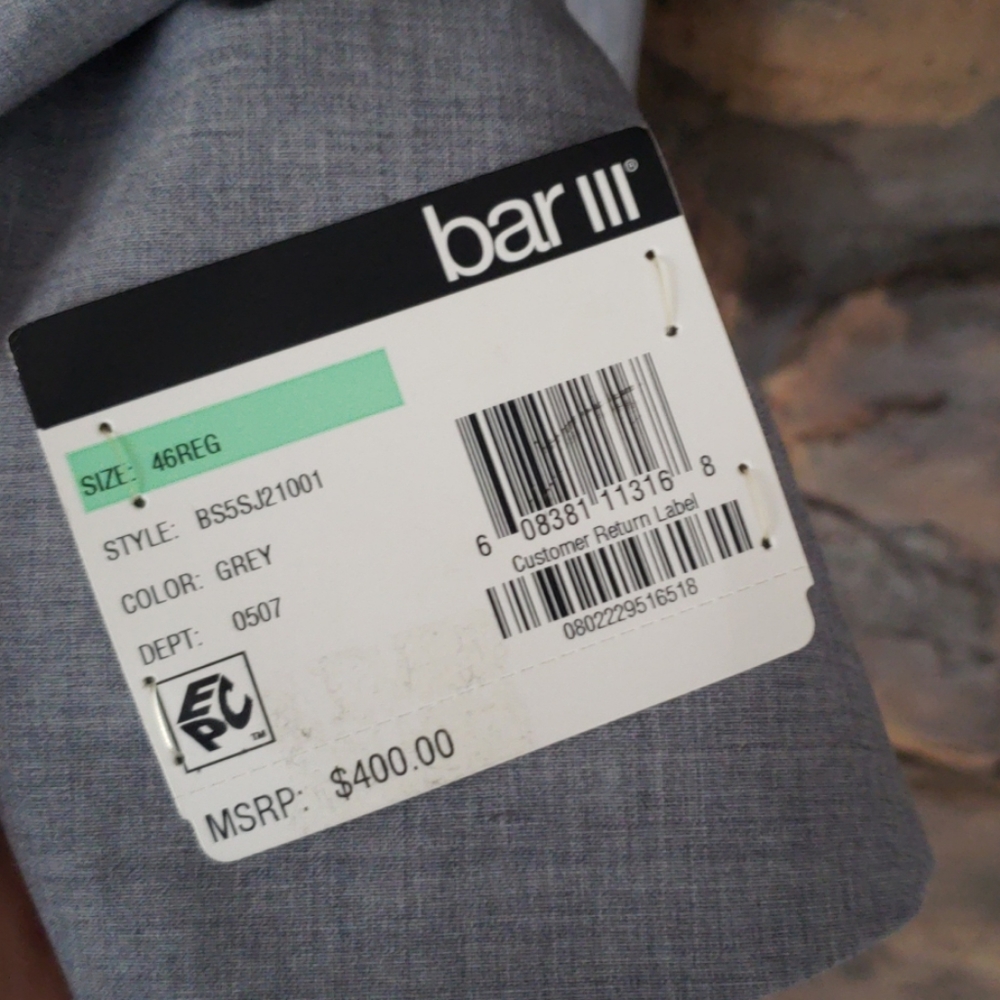 bar III®
SIZE: 46REG
STYLE: BS5SJ21001
COLOR: GREY
DEPT: 0507
6 08381 11316 8
Customer Return Label
0802229516518
EPC™
MSRP: $400.00